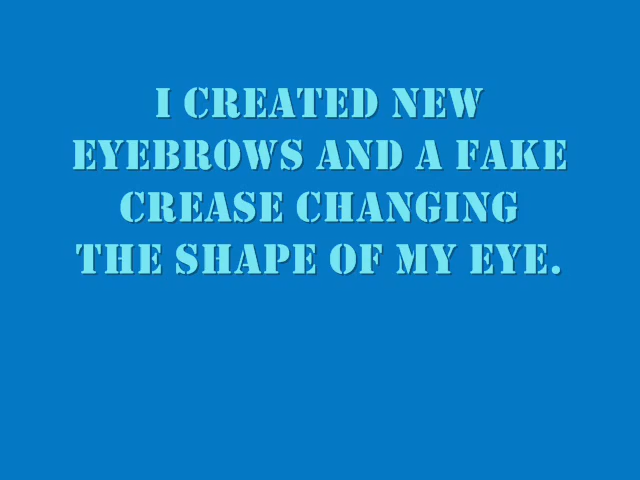 I CREATED NEW
EYEBROWS AND A FAKE
CREASE CHANGING
THE SHAPE OF MY EYE.